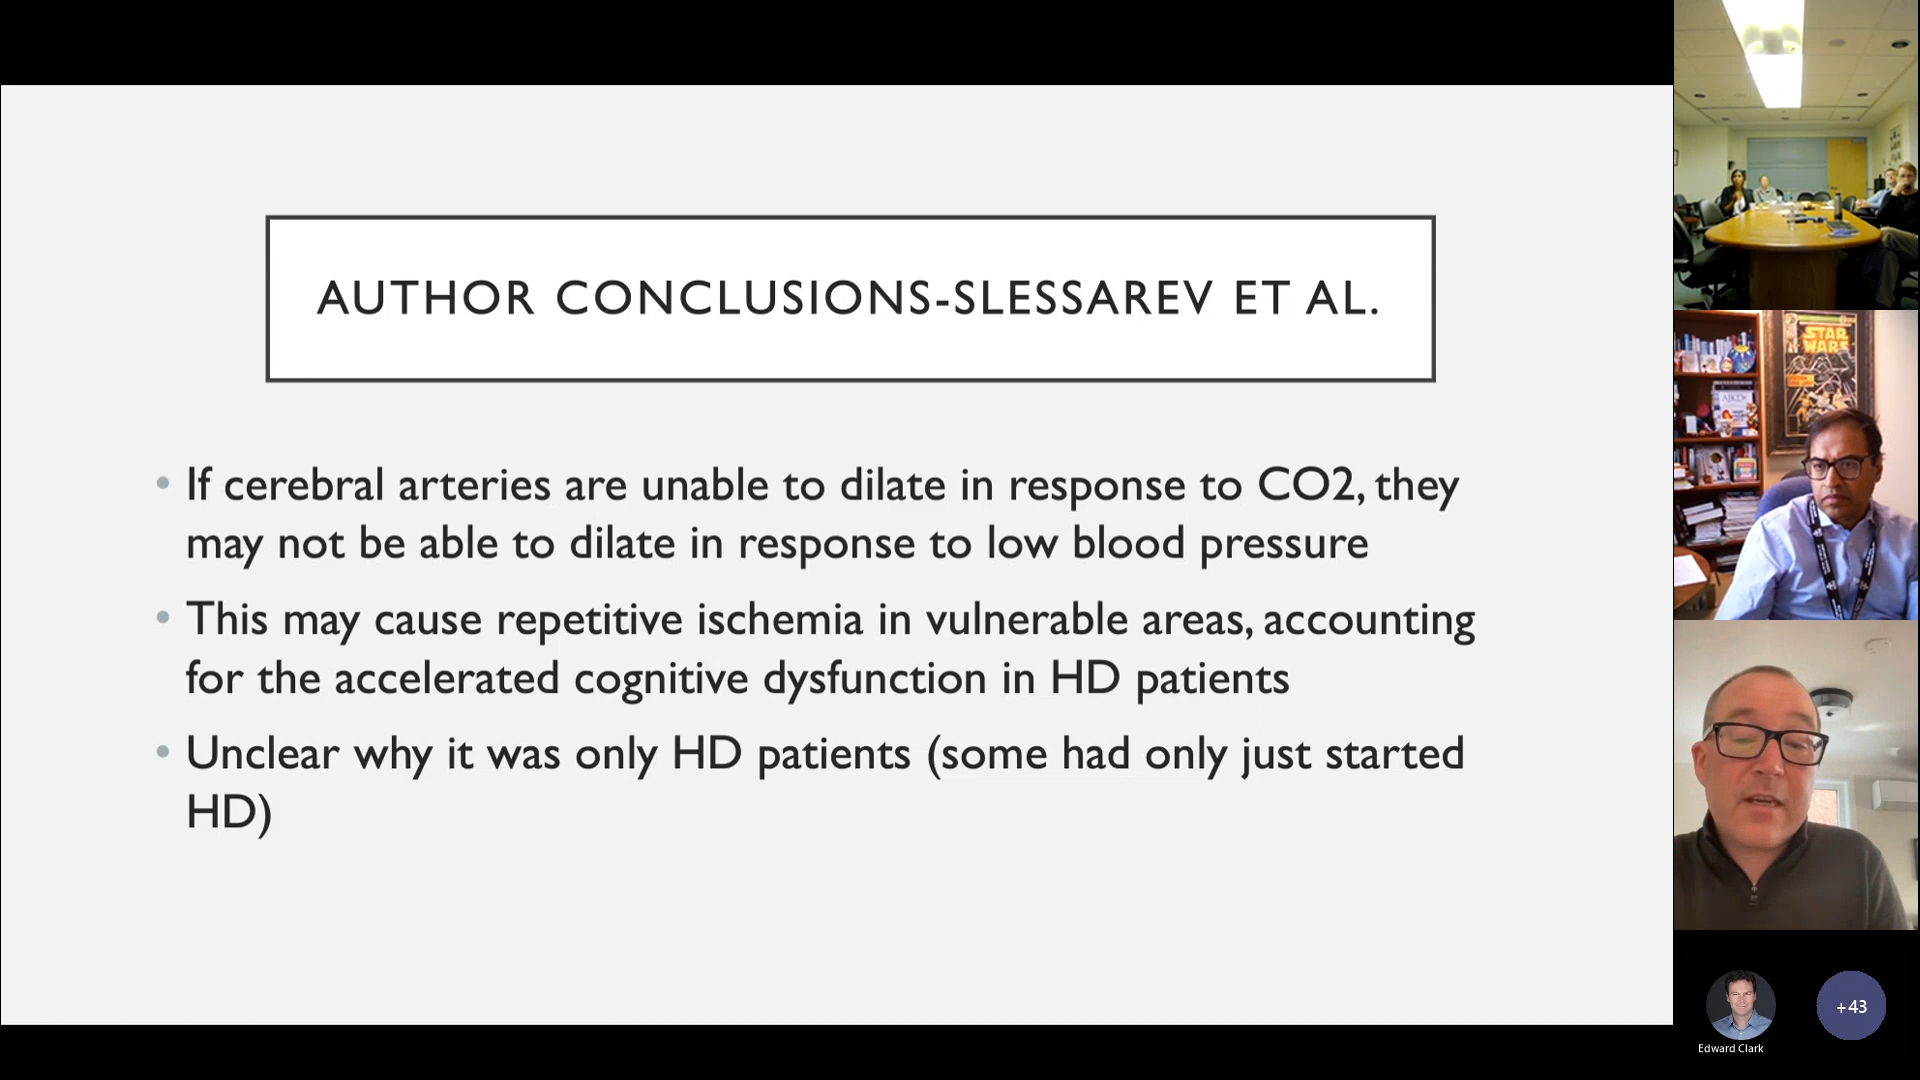 AUTHOR CONCLUSIONS-SLESSAREV ET AL.
• If cerebral arteries are unable to dilate in response to CO2, they
may not be able to dilate in response to low blood pressure
• This may cause repetitive ischemia in vulnerable areas, accounting
for the accelerated cognitive dysfunction in HD patients
• Unclear why it was only HD patients (some had only just started
HD)
STAR
WARS
AJKD
Edward Clark
+43